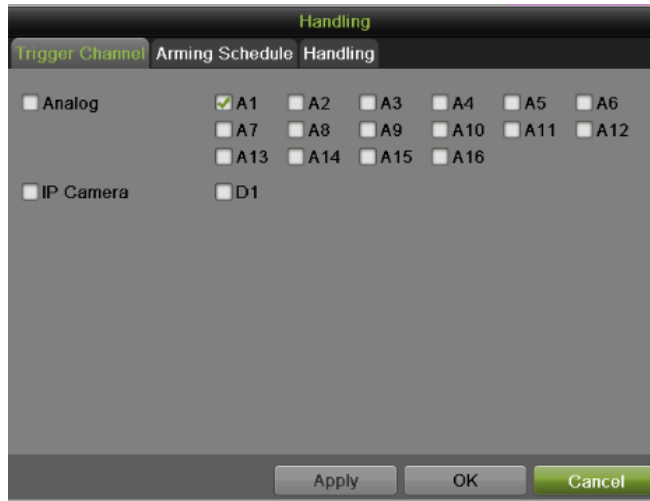 Handling
Trigger Channel Arming Schedule Handling
Analog A1 A2 A3 A4 A5 A6
A7 A8 A9 A10 A11 A12
A13 A14 A15 A16
IP Camera D1
Apply OK Cancel